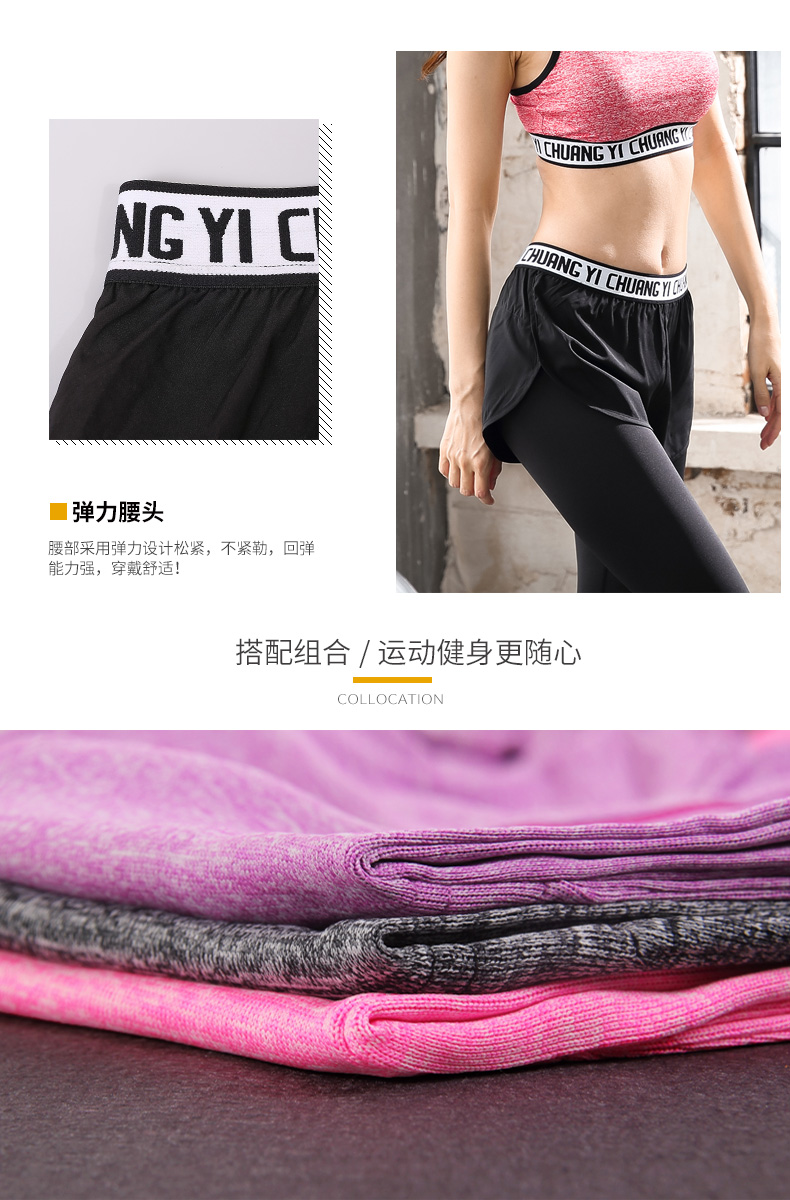 NG YI C
YI CHUANG YI CHUANG YI
CHUANG YI CHUANG YI CH
弹力腰头
腰部采用弹力设计松紧，不紧勒，回弹
能力强，穿戴舒适！
搭配组合 / 运动健身更随心
COLLOCATION